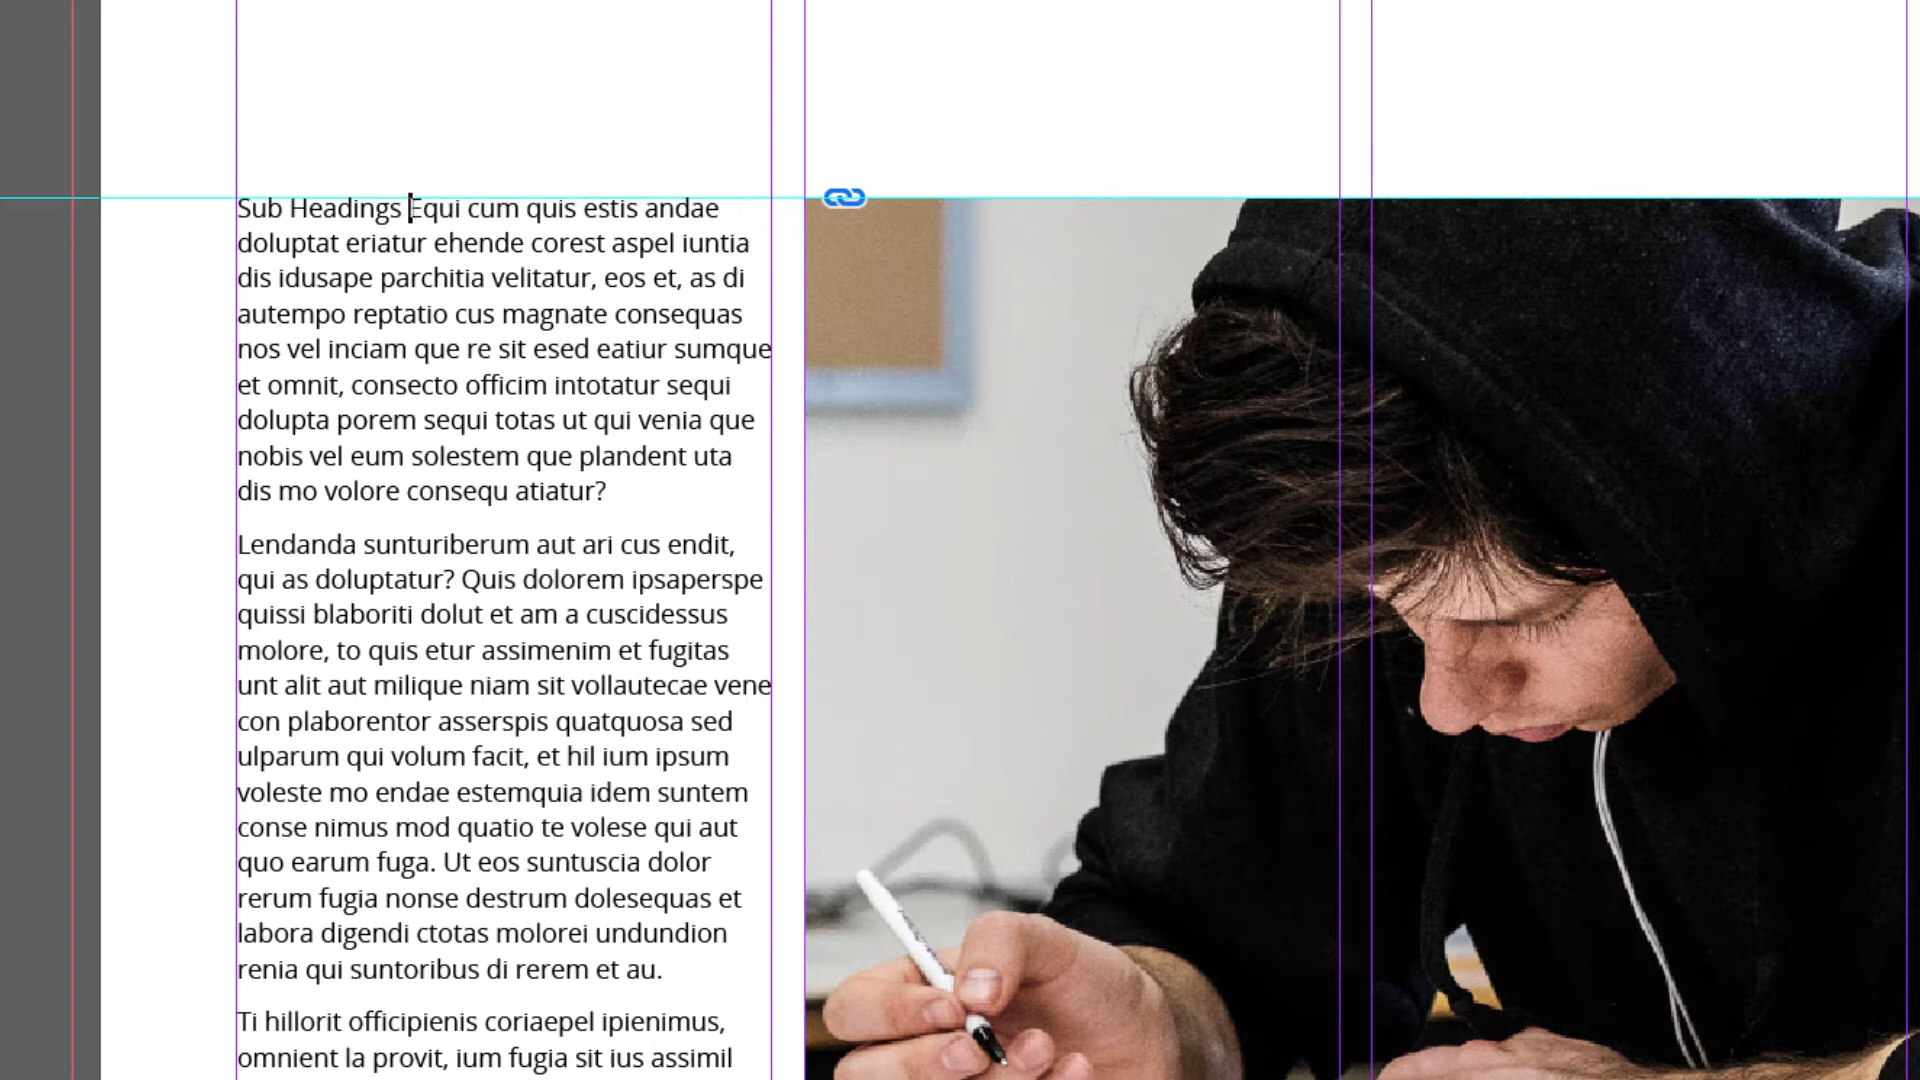 Sub Headings Equi cum quis estis andae
doluptat eriatur ehende corest aspel iuntia
dis idusape parchitia velitatur, eos et, as di
autempo reptatio cus magnate consequas
nos vel inciam que re sit esed eatiur sumque
et omnit, consecto officim intotatur sequi
dolupta porem sequi totas ut qui venia que
nobis vel eum solestem que plandent uta
dis mo volore consequ atiatur?
Lendanda sunturiberum aut ari cus endit,
qui as doluptatur? Quis dolorem ipsaperspe
quissi blaboriti dolut et am a cuscidessus
molore, to quis etur assimenim et fugitas
unt alit aut milique niam sit vollautecae vene
con plaborentor asserspis quatquosa sed
ulparum qui volum facit, et hil ium ipsum
voleste mo endae estemquia idem suntem
conse nimus mod quatio te volese qui aut
quo earum fuga. Ut eos suntuscia dolor
rerum fugia nonse destrum dolesequas et
labora digendi ctotas molorei undundion
renia qui suntoribus di rerem et au.
Ti hillorit officipienis coriaepel ipienimus,
omnient la provit, ium fugia sit ius assimil